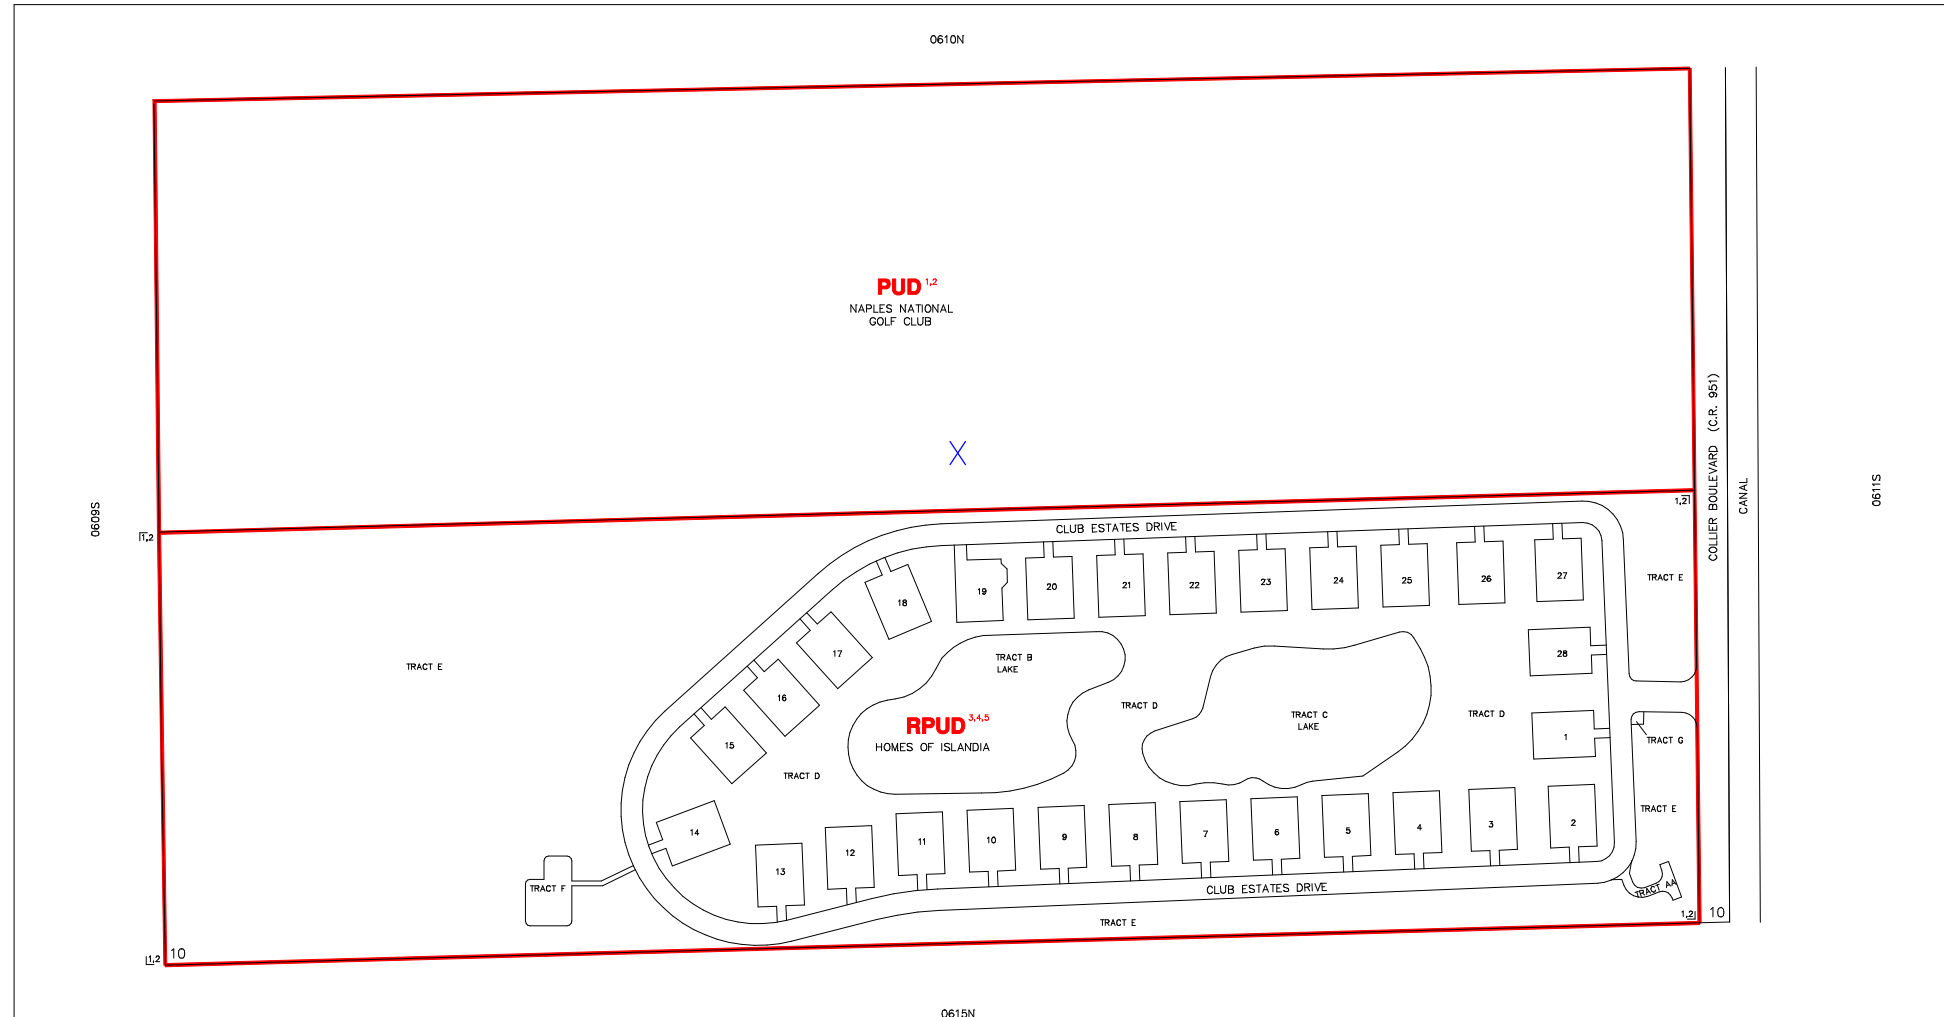 0610N
PUD 1,2
NAPLES NATIONAL
GOLF CLUB
COLLIER BOULEVARD (C.R. 951)
CANAL
0609S
0611S
1,2
1,2
CLUB ESTATES DRIVE
TRACT E
18
19
20
21
22
23
24
25
26
27
TRACT E
17
16
15
14
28
TRACT B
LAKE
TRACT D
TRACT C
LAKE
TRACT D
RPUD 3,4,5
HOMES OF ISLANDIA
TRACT D
1
TRACT G
TRACT E
13
12
11
10
9
8
7
6
5
4
3
2
TRACT F
CLUB ESTATES DRIVE
TRACT AA
TRACT E
1,2
10
1,2
10
0615N